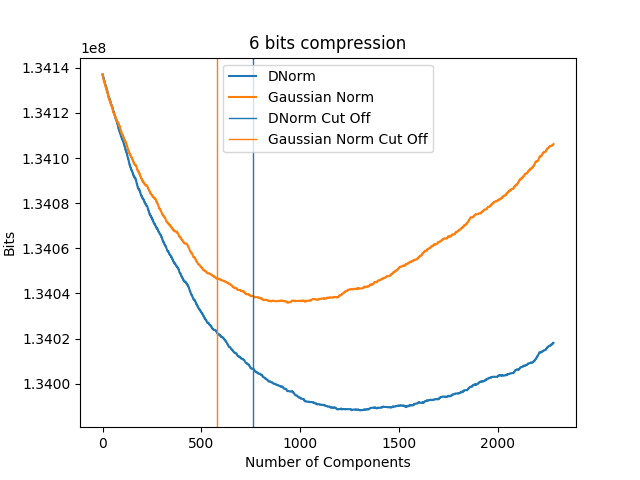 6 bits compression
1e8
1.3414
1.3412
1.3410
1.3408
1.3406
1.3404
1.3402
1.3400
Bits
DNorm
Gaussian Norm
DNorm Cut Off
Gaussian Norm Cut Off
0 500 1000 1500 2000
Number of Components